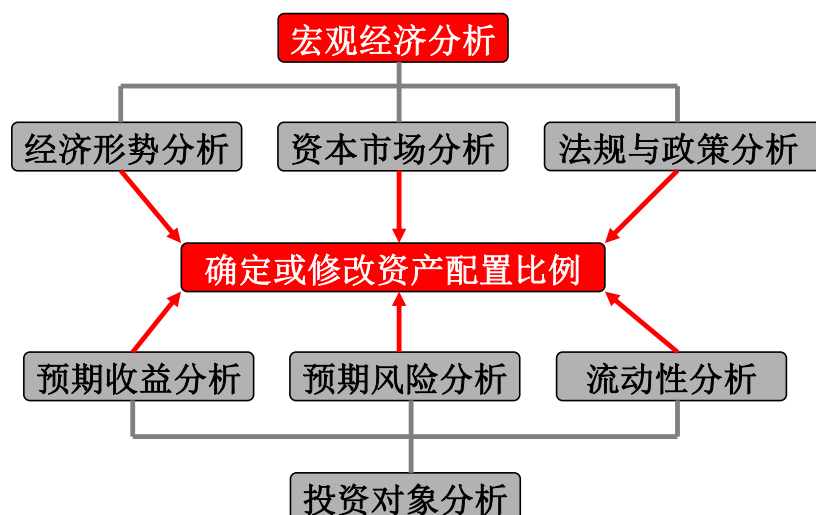 宏观经济分析
经济形势分析
资本市场分析
法规与政策分析
确定或修改资产配置比例
预期收益分析
预期风险分析
流动性分析
投资对象分析